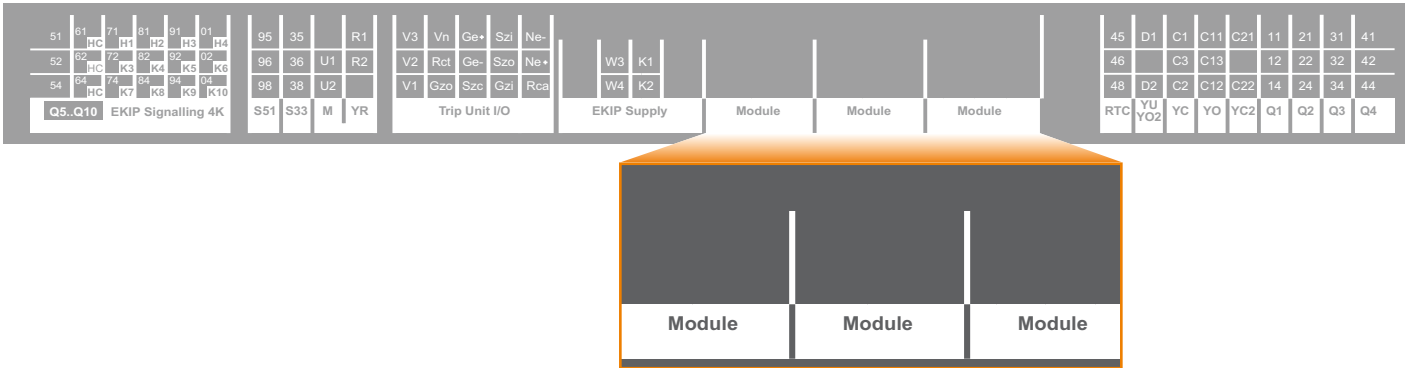 51 61 HC 71 H1 81 H2 91 H3 01 H4 95 35 R1 V3 Vn Ge+ Szi Ne- 45 D1 C1 C11 C21 11 21 31 41
52 62 HC 72 K3 82 K4 92 K5 02 K6 96 36 U1 R2 V2 Rct Ge- Szo Ne+ W3 K1 46 C3 C13 12 22 32 42
54 64 HC 74 K7 84 K8 94 K9 04 K10 98 38 U2 V1 Gzo Szc Gzi Rca W4 K2 48 D2 C2 C12 C22 14 24 34 44
Q5..Q10 EKIP Signalling 4K S51 S33 M YR Trip Unit I/O EKIP Supply Module Module Module RTC YU YO2 YC YO YC2 Q1 Q2 Q3 Q4
Module Module Module